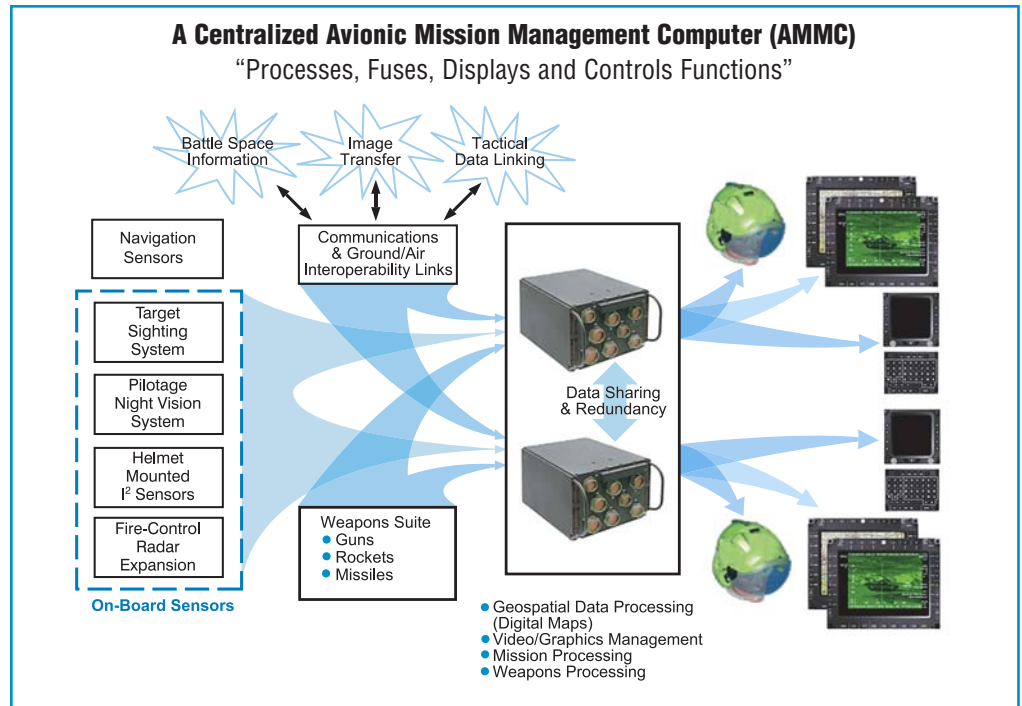 A Centralized Avionic Mission Management Computer (AMMC)
“Processes, Fuses, Displays and Controls Functions”
Battle Space
Information
Image
Transfer
Tactical
Data Linking
Navigation
Sensors
Communications
& Ground/Air
Interoperability Links
Target
Sighting
System
Pilotage
Night Vision
System
Helmet
Mounted
I² Sensors
Fire-Control
Radar
Expansion
On-Board Sensors
Weapons Suite
● Guns
● Rockets
● Missiles
Data Sharing
& Redundancy
● Geospatial Data Processing
(Digital Maps)
● Video/Graphics Management
● Mission Processing
● Weapons Processing